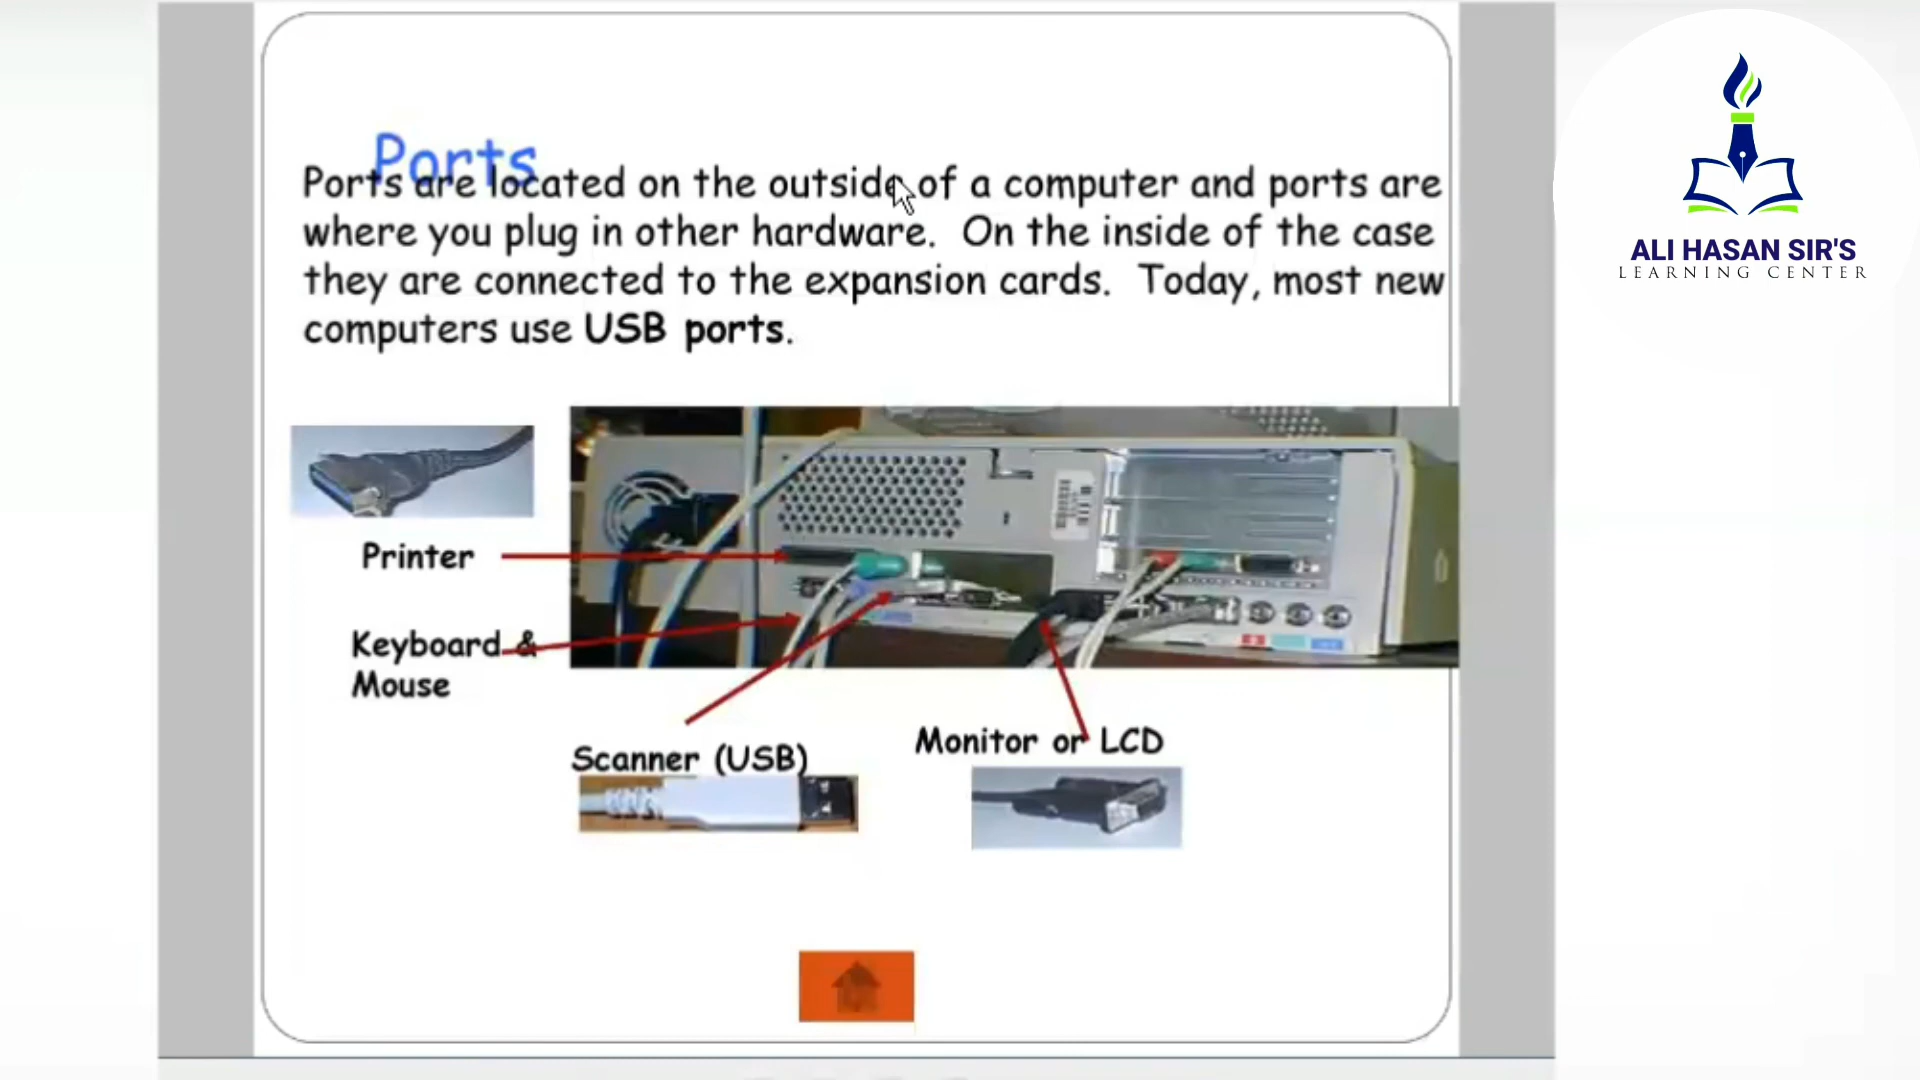 Ports
Ports are located on the outside of a computer and ports are
where you plug in other hardware. On the inside of the case
they are connected to the expansion cards. Today, most new
computers use USB ports.
Printer
Keyboard &
Mouse
Scanner (USB)
Monitor or LCD
ALI HASAN SIR'S
LEARNING CENTER